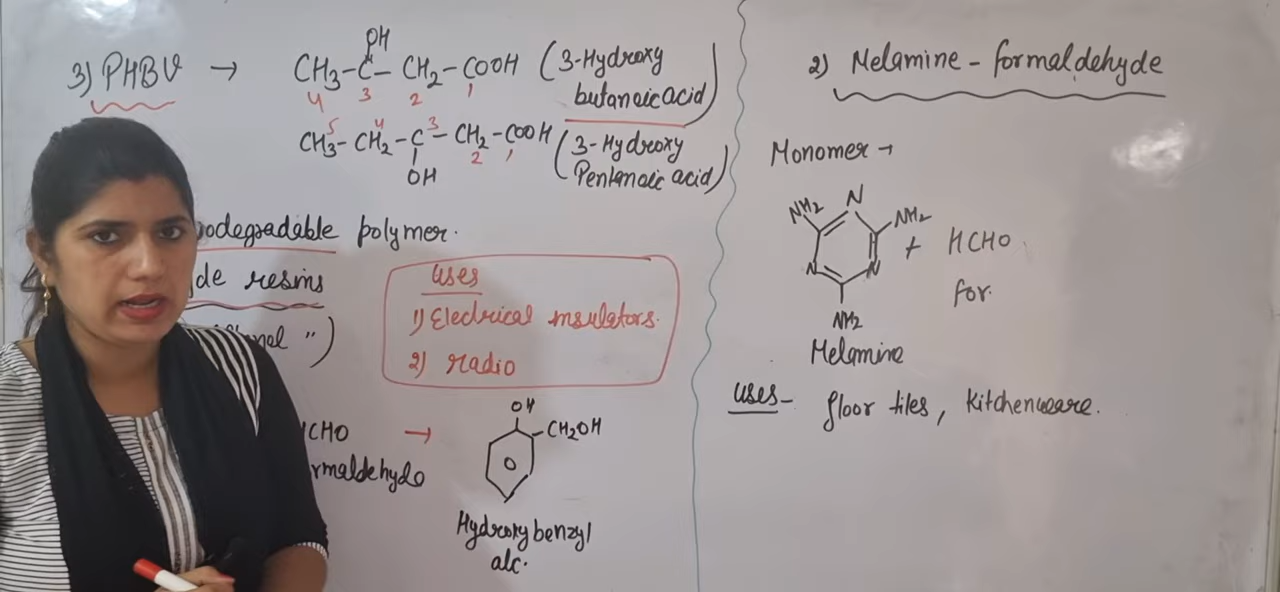 3) PHBV → CH3-C-CH2-COOH (3-Hydroxy
OH
4 3 2 1
butanoic acid)
CH3-CH2-C-CH2-COOH (3-Hydroxy
5 4 3 2 1
OH
Pentanoic acid)
odegradable polymer.
de resins
")
uses
1) Electrical insulators.
2) radio
HCHO →
rmaldehyde
OH
-CH2OH
Hydroxy benzyl
alc.
2) Melamine - formaldehyde
Monomer →
NH2 N NH2
N N
NH2
+ HCHO
for.
Melamine
uses- floor tiles, Kitchenware.